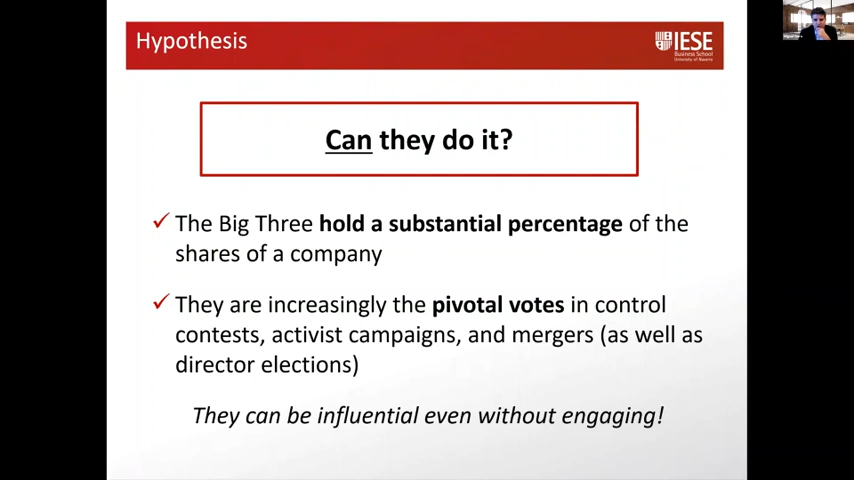 Hypothesis
IESE
Business School
University of Navarra
Can they do it?
✓ The Big Three hold a substantial percentage of the
shares of a company
✓ They are increasingly the pivotal votes in control
contests, activist campaigns, and mergers (as well as
director elections)
They can be influential even without engaging!